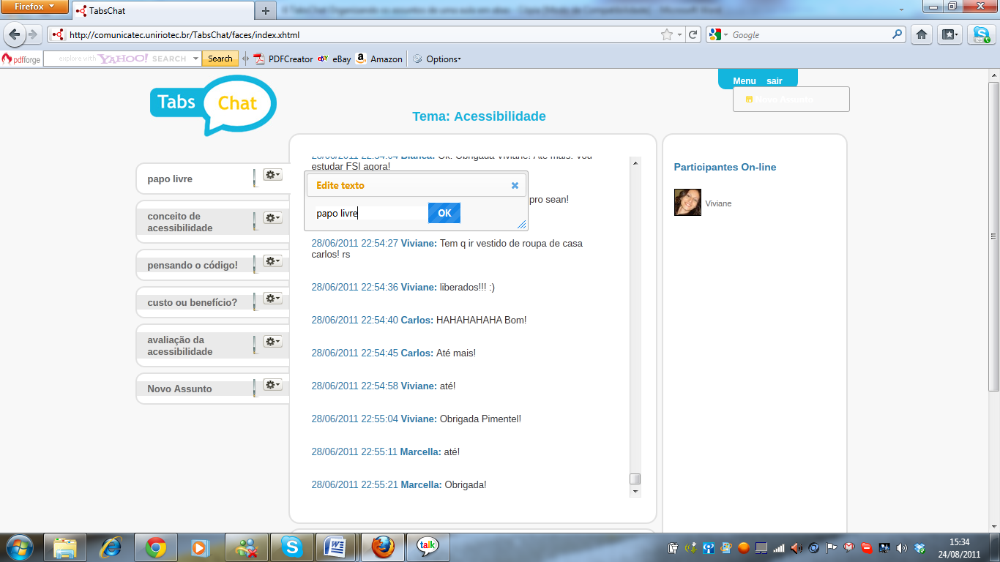 Firefox
TabsChat
4 TabsChat Organizando os assuntos de uma aula em abas - Cópia [Modo de Compatibilidade] - Microsoft Word
http://comunicatec.uniriotec.br/TabsChat/faces/index.xhtml
Google
pdfforge
explore with YAHOO! SEARCH
Search
PDFCreator
eBay
Amazon
Options
Menu sair
Novo Assunto
Tabs Chat
Tema: Acessibilidade
papo livre
conceito de
acessibilidade
pensando o código!
custo ou benefício?
avaliação da
acessibilidade
Novo Assunto
28/06/2011 22:54:04 Bianca: Ok. Obrigada Viviane! Até mais. Vou
estudar FSI agora!
Edite texto
pro sean!
papo livre
OK
28/06/2011 22:54:27 Viviane: Tem q ir vestido de roupa de casa
carlos! rs
28/06/2011 22:54:36 Viviane: liberados!!! :)
28/06/2011 22:54:40 Carlos: HAHAHAHAHA Bom!
28/06/2011 22:54:45 Carlos: Até mais!
28/06/2011 22:54:58 Viviane: até!
28/06/2011 22:55:04 Viviane: Obrigada Pimentel!
28/06/2011 22:55:11 Marcella: até!
28/06/2011 22:55:21 Marcella: Obrigada!
Participantes On-line
Viviane
talk
15:34
24/08/2011